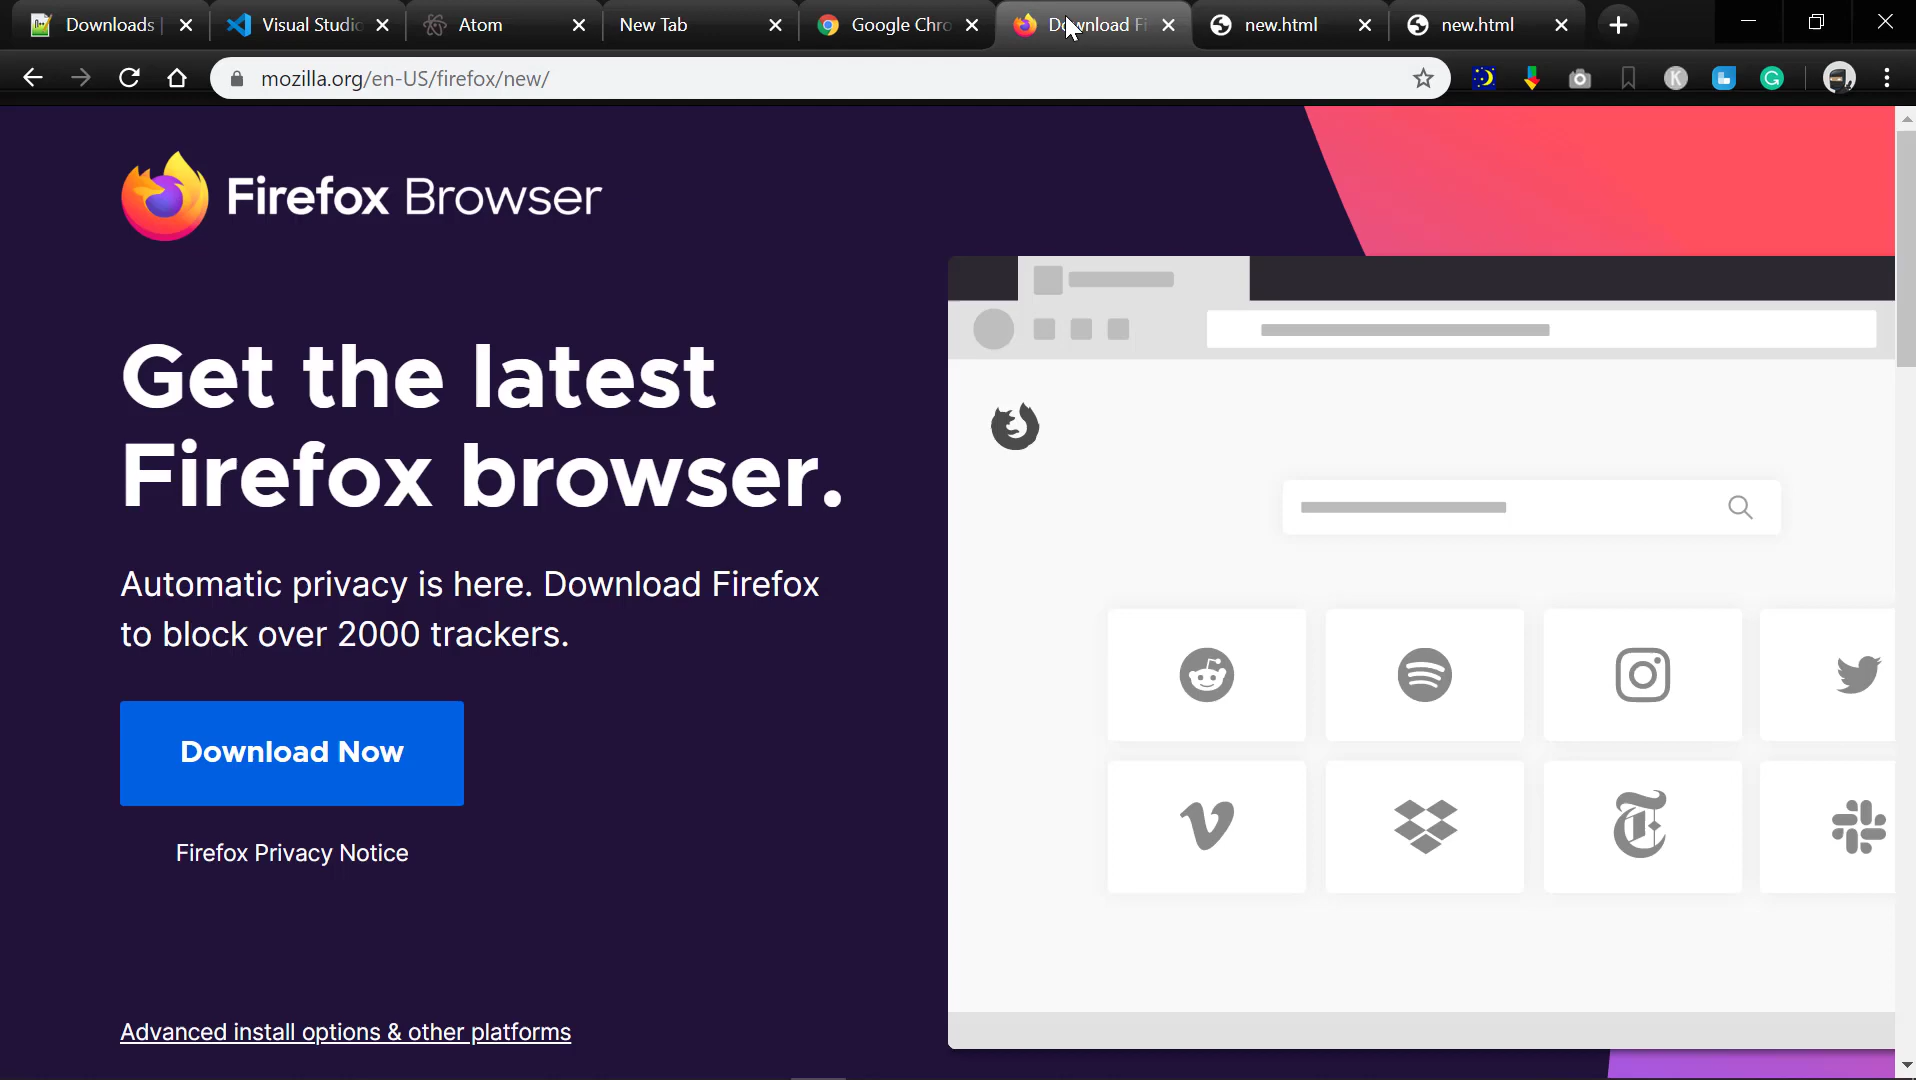 Downloads
Visual Studio
Atom
New Tab
Google Chro
Download Fi
new.html
new.html
mozilla.org/en-US/firefox/new/
Firefox Browser
Get the latest
Firefox browser.
Automatic privacy is here. Download Firefox
to block over 2000 trackers.
Download Now
Firefox Privacy Notice
Advanced install options & other platforms